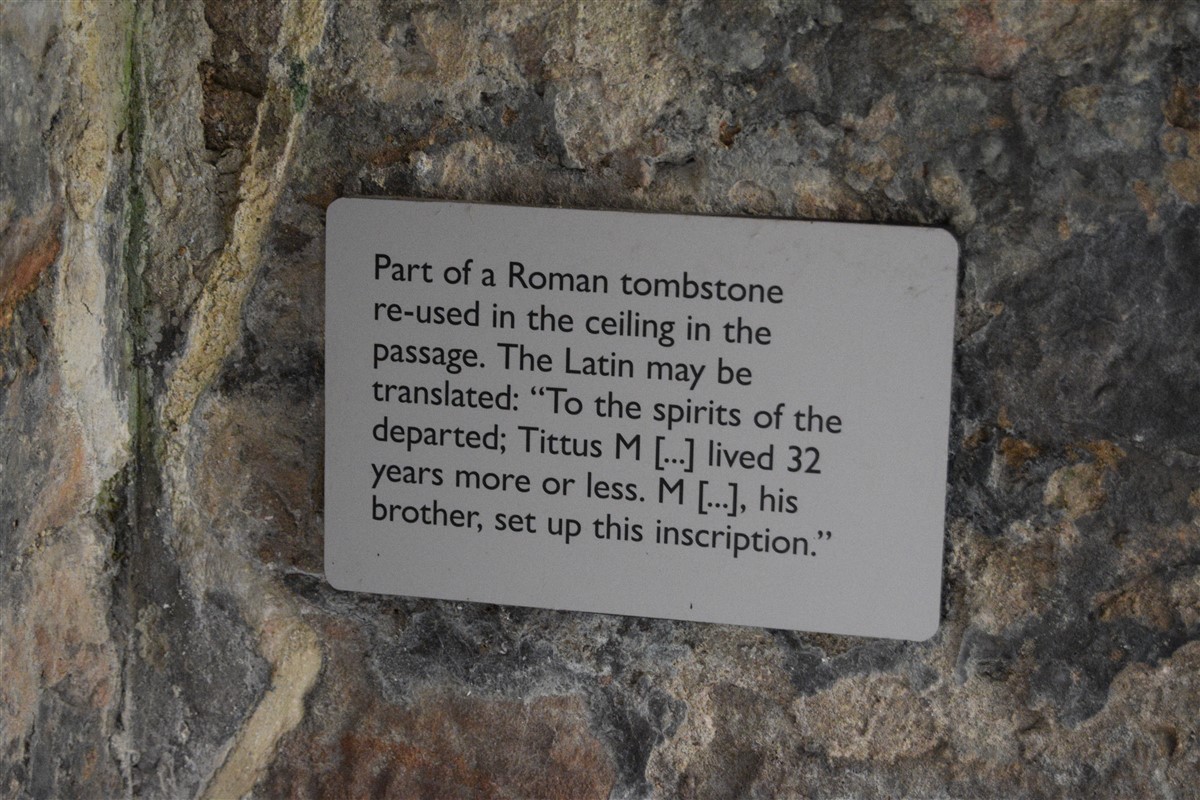 Part of a Roman tombstone
re-used in the ceiling in the
passage. The Latin may be
translated: “To the spirits of the
departed; Tittus M [...] lived 32
years more or less. M [...], his
brother, set up this inscription.”